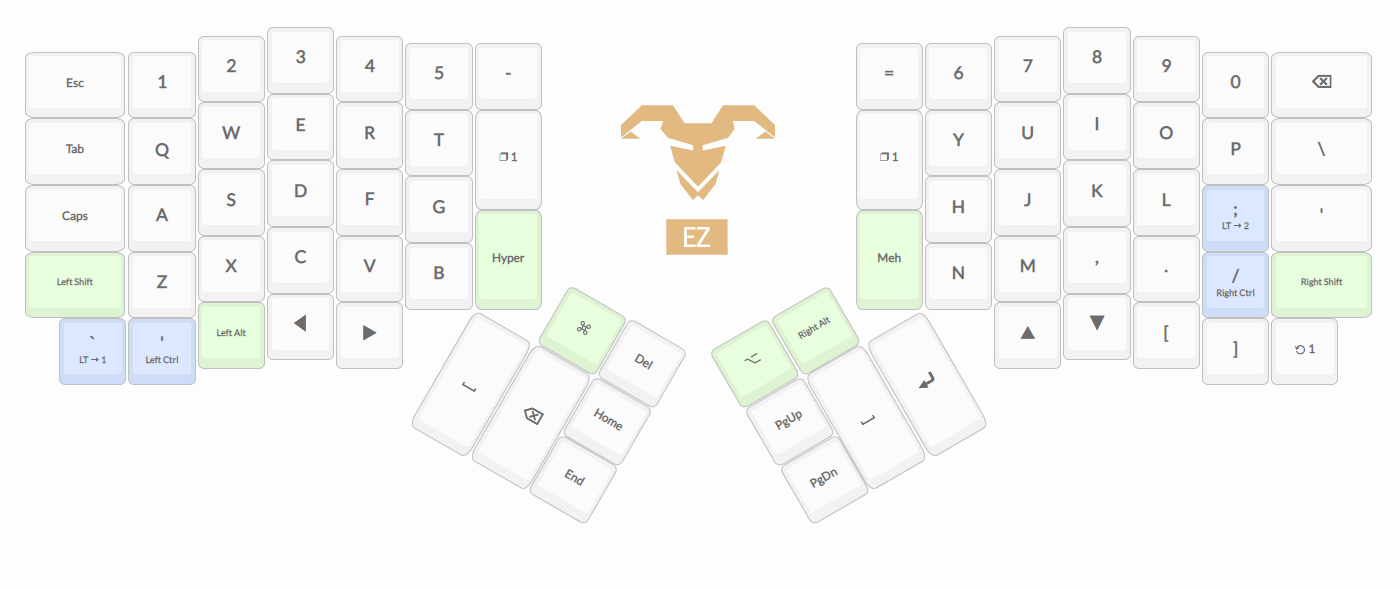 Esc 1 2 3 4 5 -
= 6 7 8 9 0 ⌫
Tab Q W E R T 1
1 Y U I O P \
Caps A S D F G
H J K L ; '
LT → 2
Left Shift Z X C V B Hyper
Meh N M , . / Right Shift
Right Ctrl
` ' Left Alt ◀ ▶
LT → 1 Left Ctrl
▲ ▼ [ ] 1
⌘ Del
Home
End
⌥ Right Alt
PgUp
PgDn
EZ